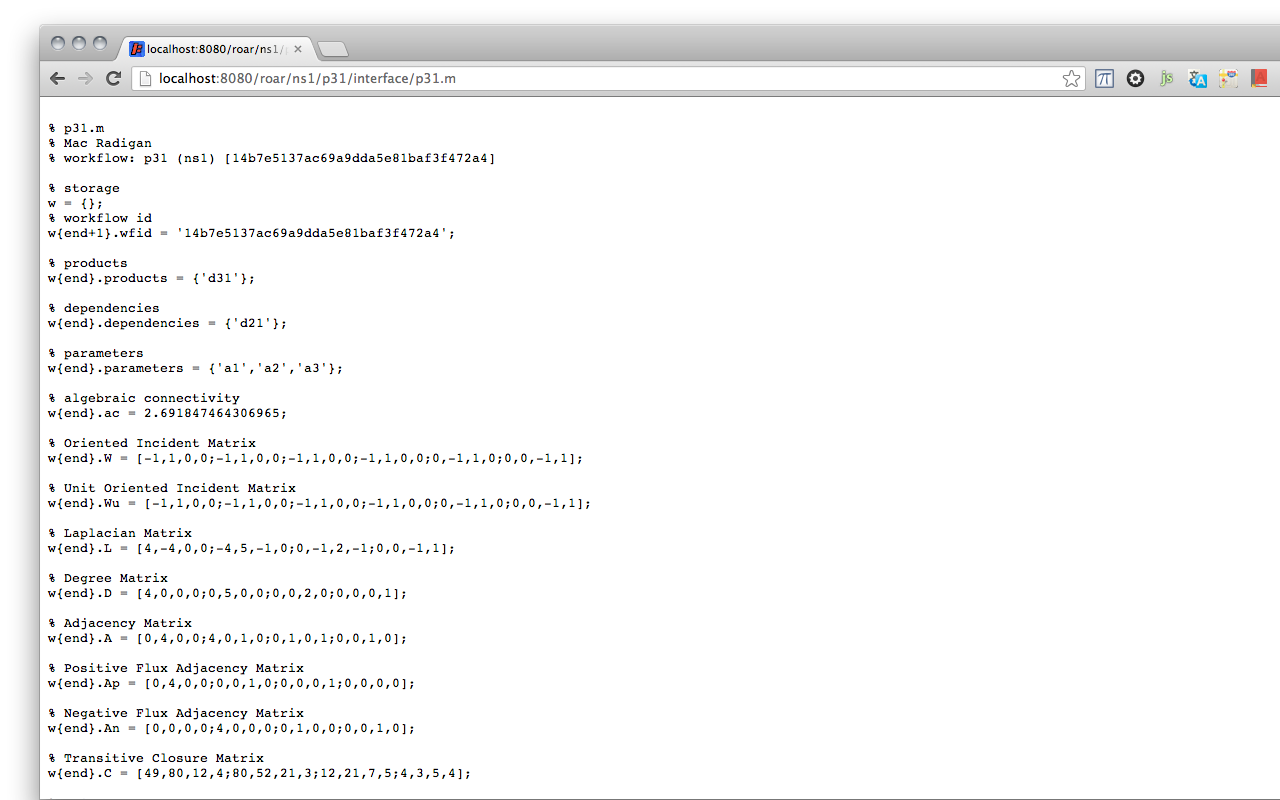 localhost:8080/roar/ns1/
localhost:8080/roar/ns1/p31/interface/p31.m
π
js
% p31.m
% Mac Radigan
% workflow: p31 (ns1) [14b7e5137ac69a9dda5e81baf3f472a4]
% storage
w = {};
% workflow id
w{end+1}.wfid = '14b7e5137ac69a9dda5e81baf3f472a4';
% products
w{end}.products = {'d31'};
% dependencies
w{end}.dependencies = {'d21'};
% parameters
w{end}.parameters = {'a1','a2','a3'};
% algebraic connectivity
w{end}.ac = 2.691847464306965;
% Oriented Incident Matrix
w{end}.W = [-1,1,0,0;-1,1,0,0;-1,1,0,0;-1,1,0,0;0,-1,1,0;0,0,-1,1];
% Unit Oriented Incident Matrix
w{end}.Wu = [-1,1,0,0;-1,1,0,0;-1,1,0,0;-1,1,0,0;0,-1,1,0;0,0,-1,1];
% Laplacian Matrix
w{end}.L = [4,-4,0,0;-4,5,-1,0;0,-1,2,-1;0,0,-1,1];
% Degree Matrix
w{end}.D = [4,0,0,0;0,5,0,0;0,0,2,0;0,0,0,1];
% Adjacency Matrix
w{end}.A = [0,4,0,0;4,0,1,0;0,1,0,1;0,0,1,0];
% Positive Flux Adjacency Matrix
w{end}.Ap = [0,4,0,0;0,0,1,0;0,0,0,1;0,0,0,0];
% Negative Flux Adjacency Matrix
w{end}.An = [0,0,0,0;4,0,0,0;0,1,0,0;0,0,1,0];
% Transitive Closure Matrix
w{end}.C = [49,80,12,4;80,52,21,3;12,21,7,5;4,3,5,4];